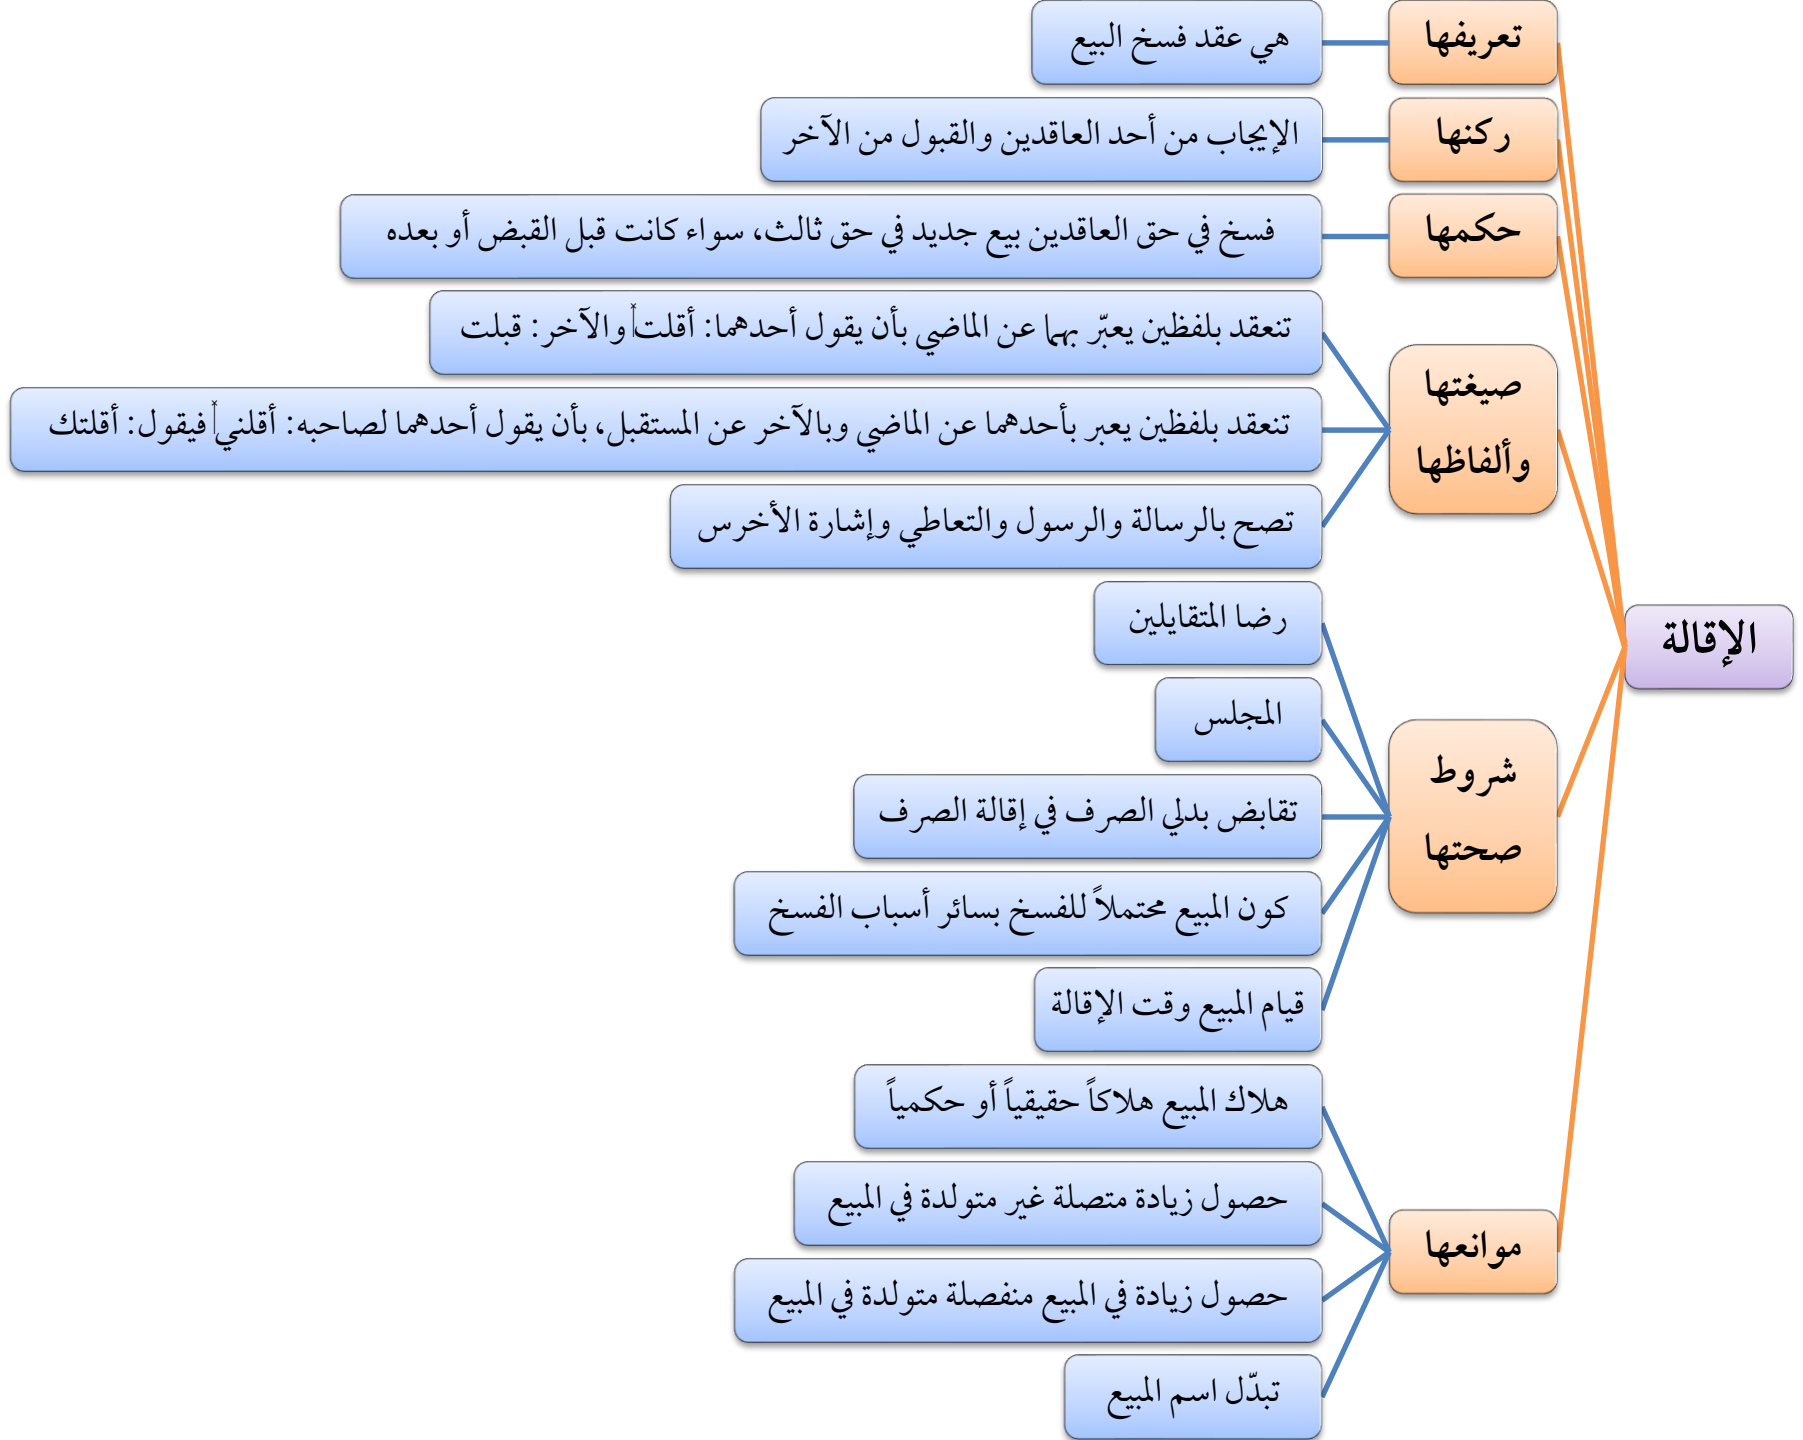 الإقالة
تعريفها
هي عقد فسخ البيع
ركنها
الإيجاب من أحد العاقدين والقبول من الآخر
حكمها
فسخ في حق العاقدين بيع جديد في حق ثالث، سواء كانت قبل القبض أو بعده
صيغتها
وألفاظها
تنعقد بلفظين يعبّر بهما عن الماضي بأن يقول أحدهما: أقلت والآخر: قبلت
تنعقد بلفظين يعبر بأحدهما عن الماضي وبالآخر عن المستقبل، بأن يقول أحدهما لصاحبه: أقلني فيقول: أقلتك
تصح بالرسالة والرسول والتعاطي وإشارة الأخرس
شروط
صحتها
رضا المتقايلين
المجلس
تقابض بدلي الصرف في إقالة الصرف
كون المبيع محتملاً للفسخ بسائر أسباب الفسخ
قيام المبيع وقت الإقالة
موانعها
هلاك المبيع هلاكاً حقيقياً أو حكمياً
حصول زيادة متصلة غير متولدة في المبيع
حصول زيادة في المبيع منفصلة متولدة في المبيع
تبدّل اسم المبيع